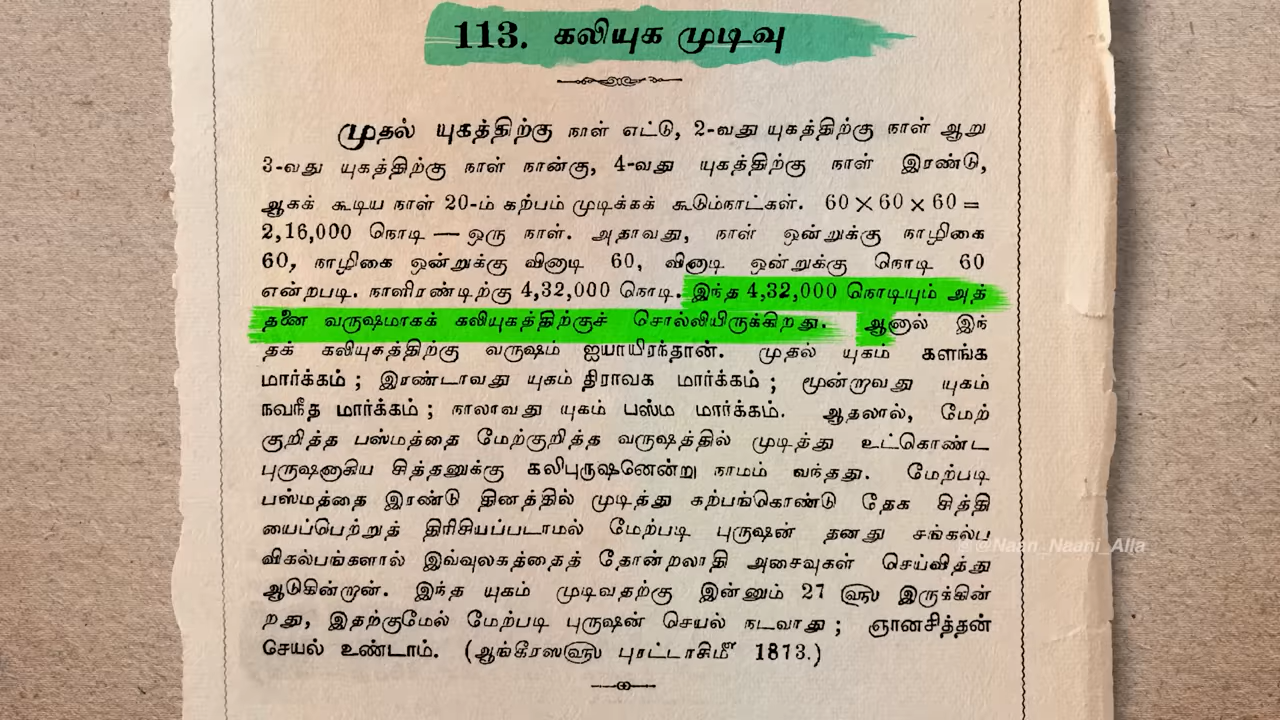 113. கலியுக முடிவு
முதல் யுகத்திற்கு நாள் எட்டு, 2-வது யுகத்திற்கு நாள் ஆறு
3-வது யுகத்திற்கு நாள் நான்கு, 4-வது யுகத்திற்கு நாள் இரண்டு,
ஆகக் கூடிய நாள் 20-ம் கற்பம் முடிக்கக் கூடும்நாட்கள். 60 × 60 × 60 =
2,16,000 நொடி — ஒரு நாள். அதாவது, நாள் ஒன்றுக்கு நாழிகை
60, நாழிகை ஒன்றுக்கு வினாடி 60, வினாடி ஒன்றுக்கு நொடி 60
என்றபடி. நாளிரண்டிற்கு 4,32,000 நொடி. இந்த 4,32,000 நொடியும் அத்
தனை வருஷமாகக் கலியுகத்திற்குச் சொல்லியிருக்கிறது. ஆனால் இந்
தக் கலியுகத்திற்கு வருஷம் ஐயாயிரந்தான். முதல் யுகம் களங்க
மார்க்கம் ; இரண்டாவது யுகம் திராவக மார்க்கம் ; மூன்றாவது யுகம்
நவநீத மார்க்கம் ; நாலாவது யுகம் பஸ்ம மார்க்கம். ஆதலால், மேற்
குறித்த பஸ்மத்தை மேற்குறித்த வருஷத்தில் முடித்து உட்கொண்ட
புருஷனாகிய சித்தனுக்கு கலிபுருஷனென்று நாமம் வந்தது. மேற்படி
பஸ்மத்தை இரண்டு தினத்தில் முடித்து கற்பங்கொண்டு தேக சித்தி
யைப்பெற்றுத் திரிசியப்படாமல் மேற்படி புருஷன் தனது சங்கல்ப
விகல்பங்களால் இவ்வுலகத்தைத் தோன்றலாதி அசைவுகள் செய்வித்து
ஆடுகின்றான். இந்த யுகம் முடிவதற்கு இன்னும் 27 ௵ இருக்கின்
றது, இதற்குமேல் மேற்படி புருஷன் செயல் நடவாது ; ஞானசித்தன்
செயல் உண்டாம். (ஆங்கீரஸ௵ புரட்டாசி௴ 1873.)
@Naan_Naani_Alla